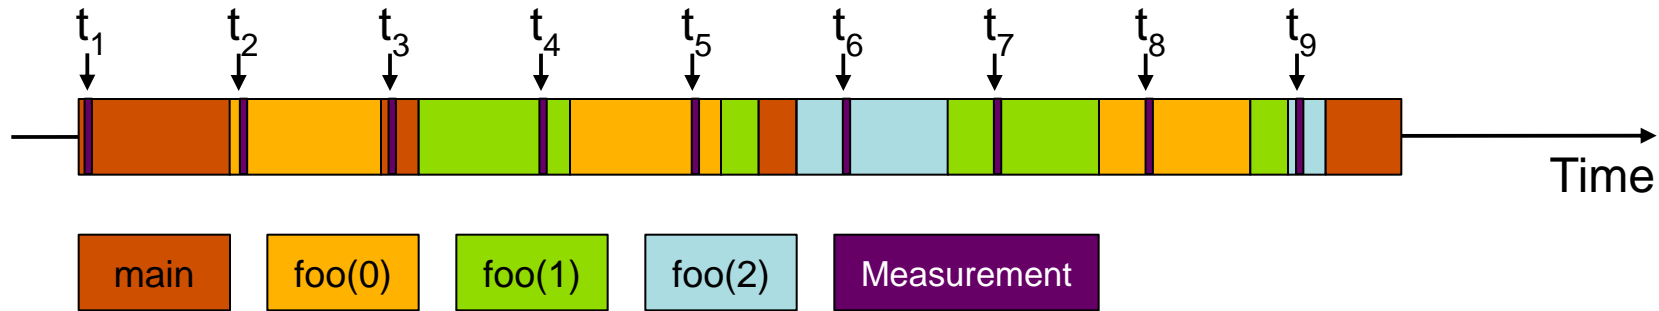 t1 t2 t3 t4 t5 t6 t7 t8 t9
Time
main foo(0) foo(1) foo(2) Measurement